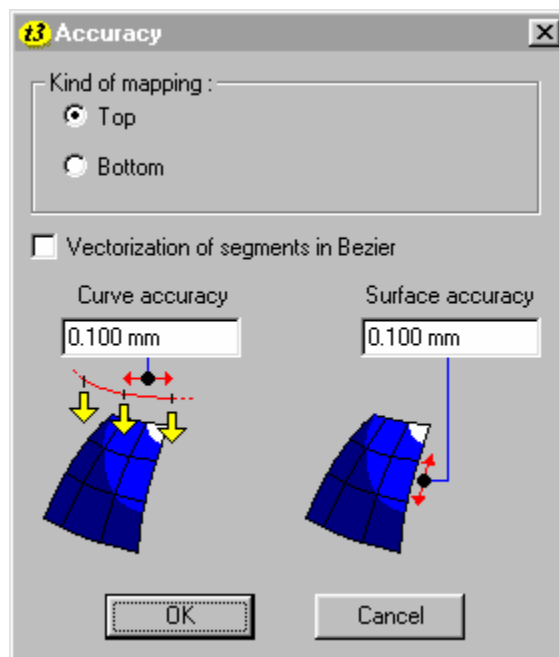 t3 Accuracy
Kind of mapping :
Top
Bottom
Vectorization of segments in Bezier
Curve accuracy Surface accuracy
0.100 mm 0.100 mm
OK Cancel